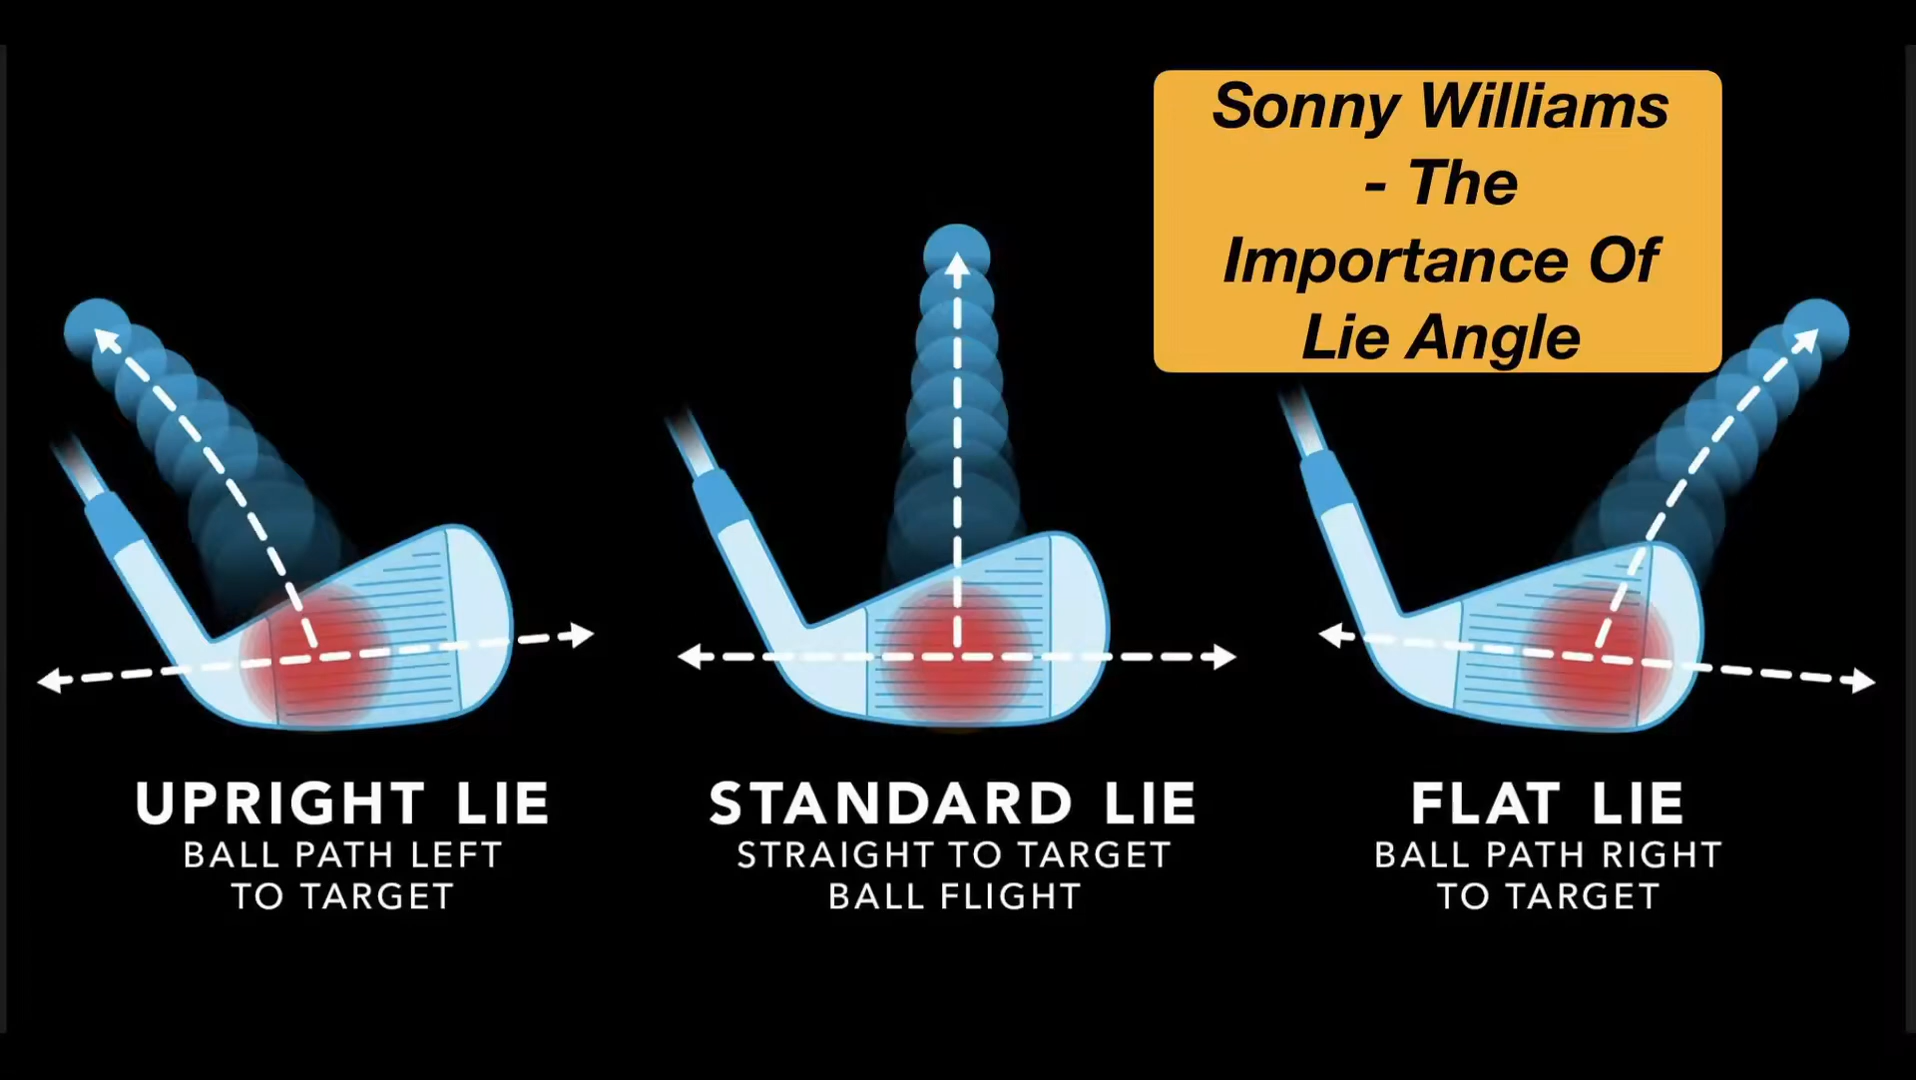 Sonny Williams
- The
Importance Of
Lie Angle
UPRIGHT LIE
BALL PATH LEFT
TO TARGET
STANDARD LIE
STRAIGHT TO TARGET
BALL FLIGHT
FLAT LIE
BALL PATH RIGHT
TO TARGET